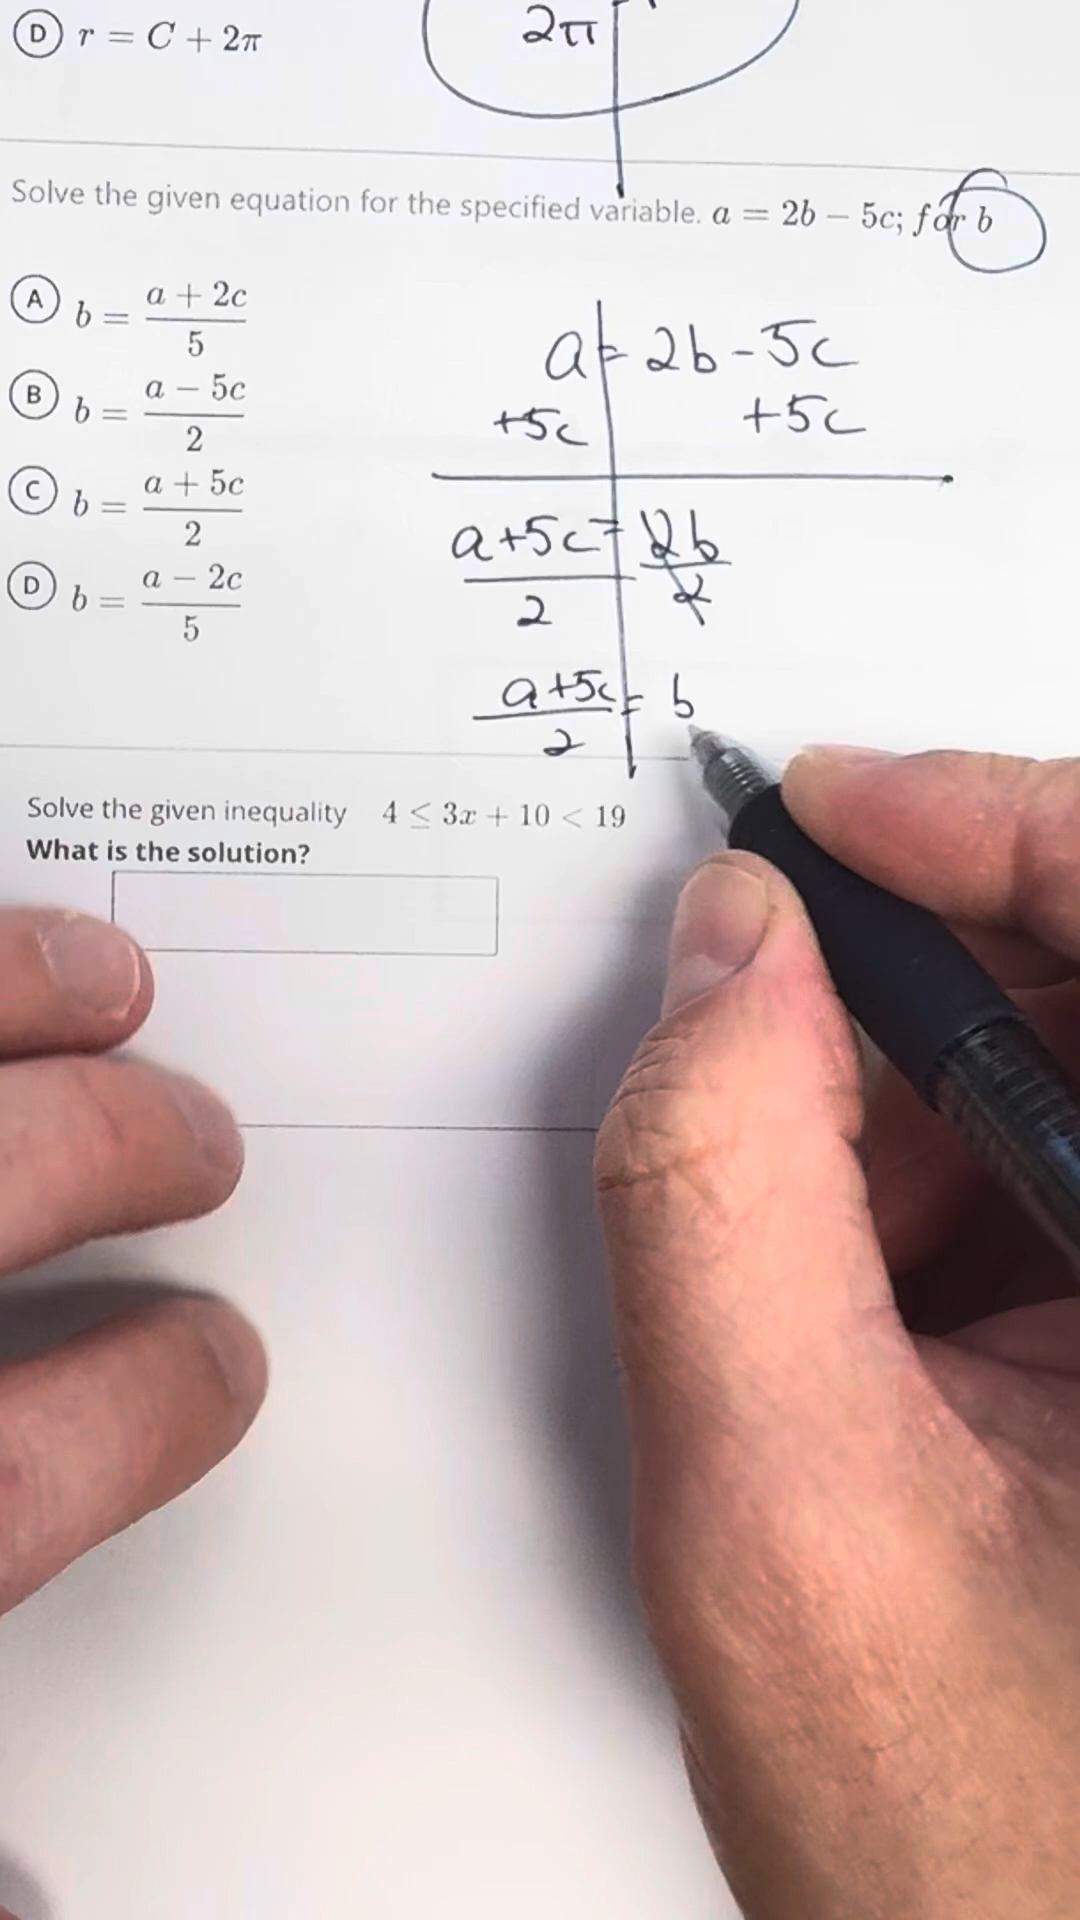 D r = C + 2π
2π
Solve the given equation for the specified variable. a = 2b − 5c; for b
A b = (a + 2c)/5
B b = (a − 5c)/2
C b = (a + 5c)/2
D b = (a − 2c)/5
a = 2b - 5c
+5c +5c
a+5c = 2b
2 2
a+5c = b
2
Solve the given inequality 4 ≤ 3x + 10 < 19
What is the solution?